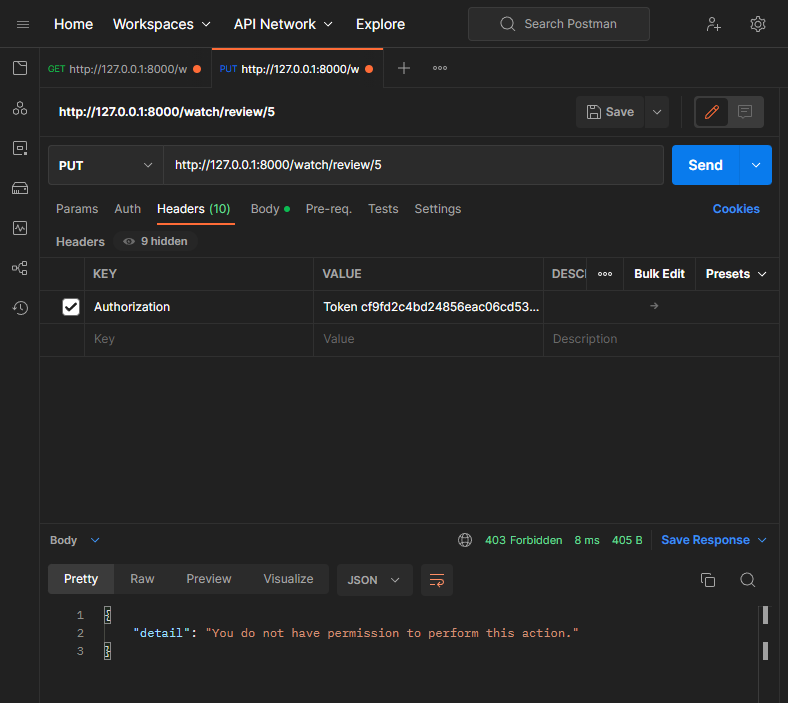 Home Workspaces API Network Explore Search Postman
GET http://127.0.0.1:8000/w PUT http://127.0.0.1:8000/w
http://127.0.0.1:8000/watch/review/5 Save
PUT http://127.0.0.1:8000/watch/review/5 Send
Params Auth Headers (10) Body Pre-req. Tests Settings Cookies
Headers 9 hidden
KEY VALUE DESCI Bulk Edit Presets
Authorization Token cf9fd2c4bd24856eac06cd53...
Key Value Description
Body 403 Forbidden 8 ms 405 B Save Response
Pretty Raw Preview Visualize JSON
1 {
2 "detail": "You do not have permission to perform this action."
3 }